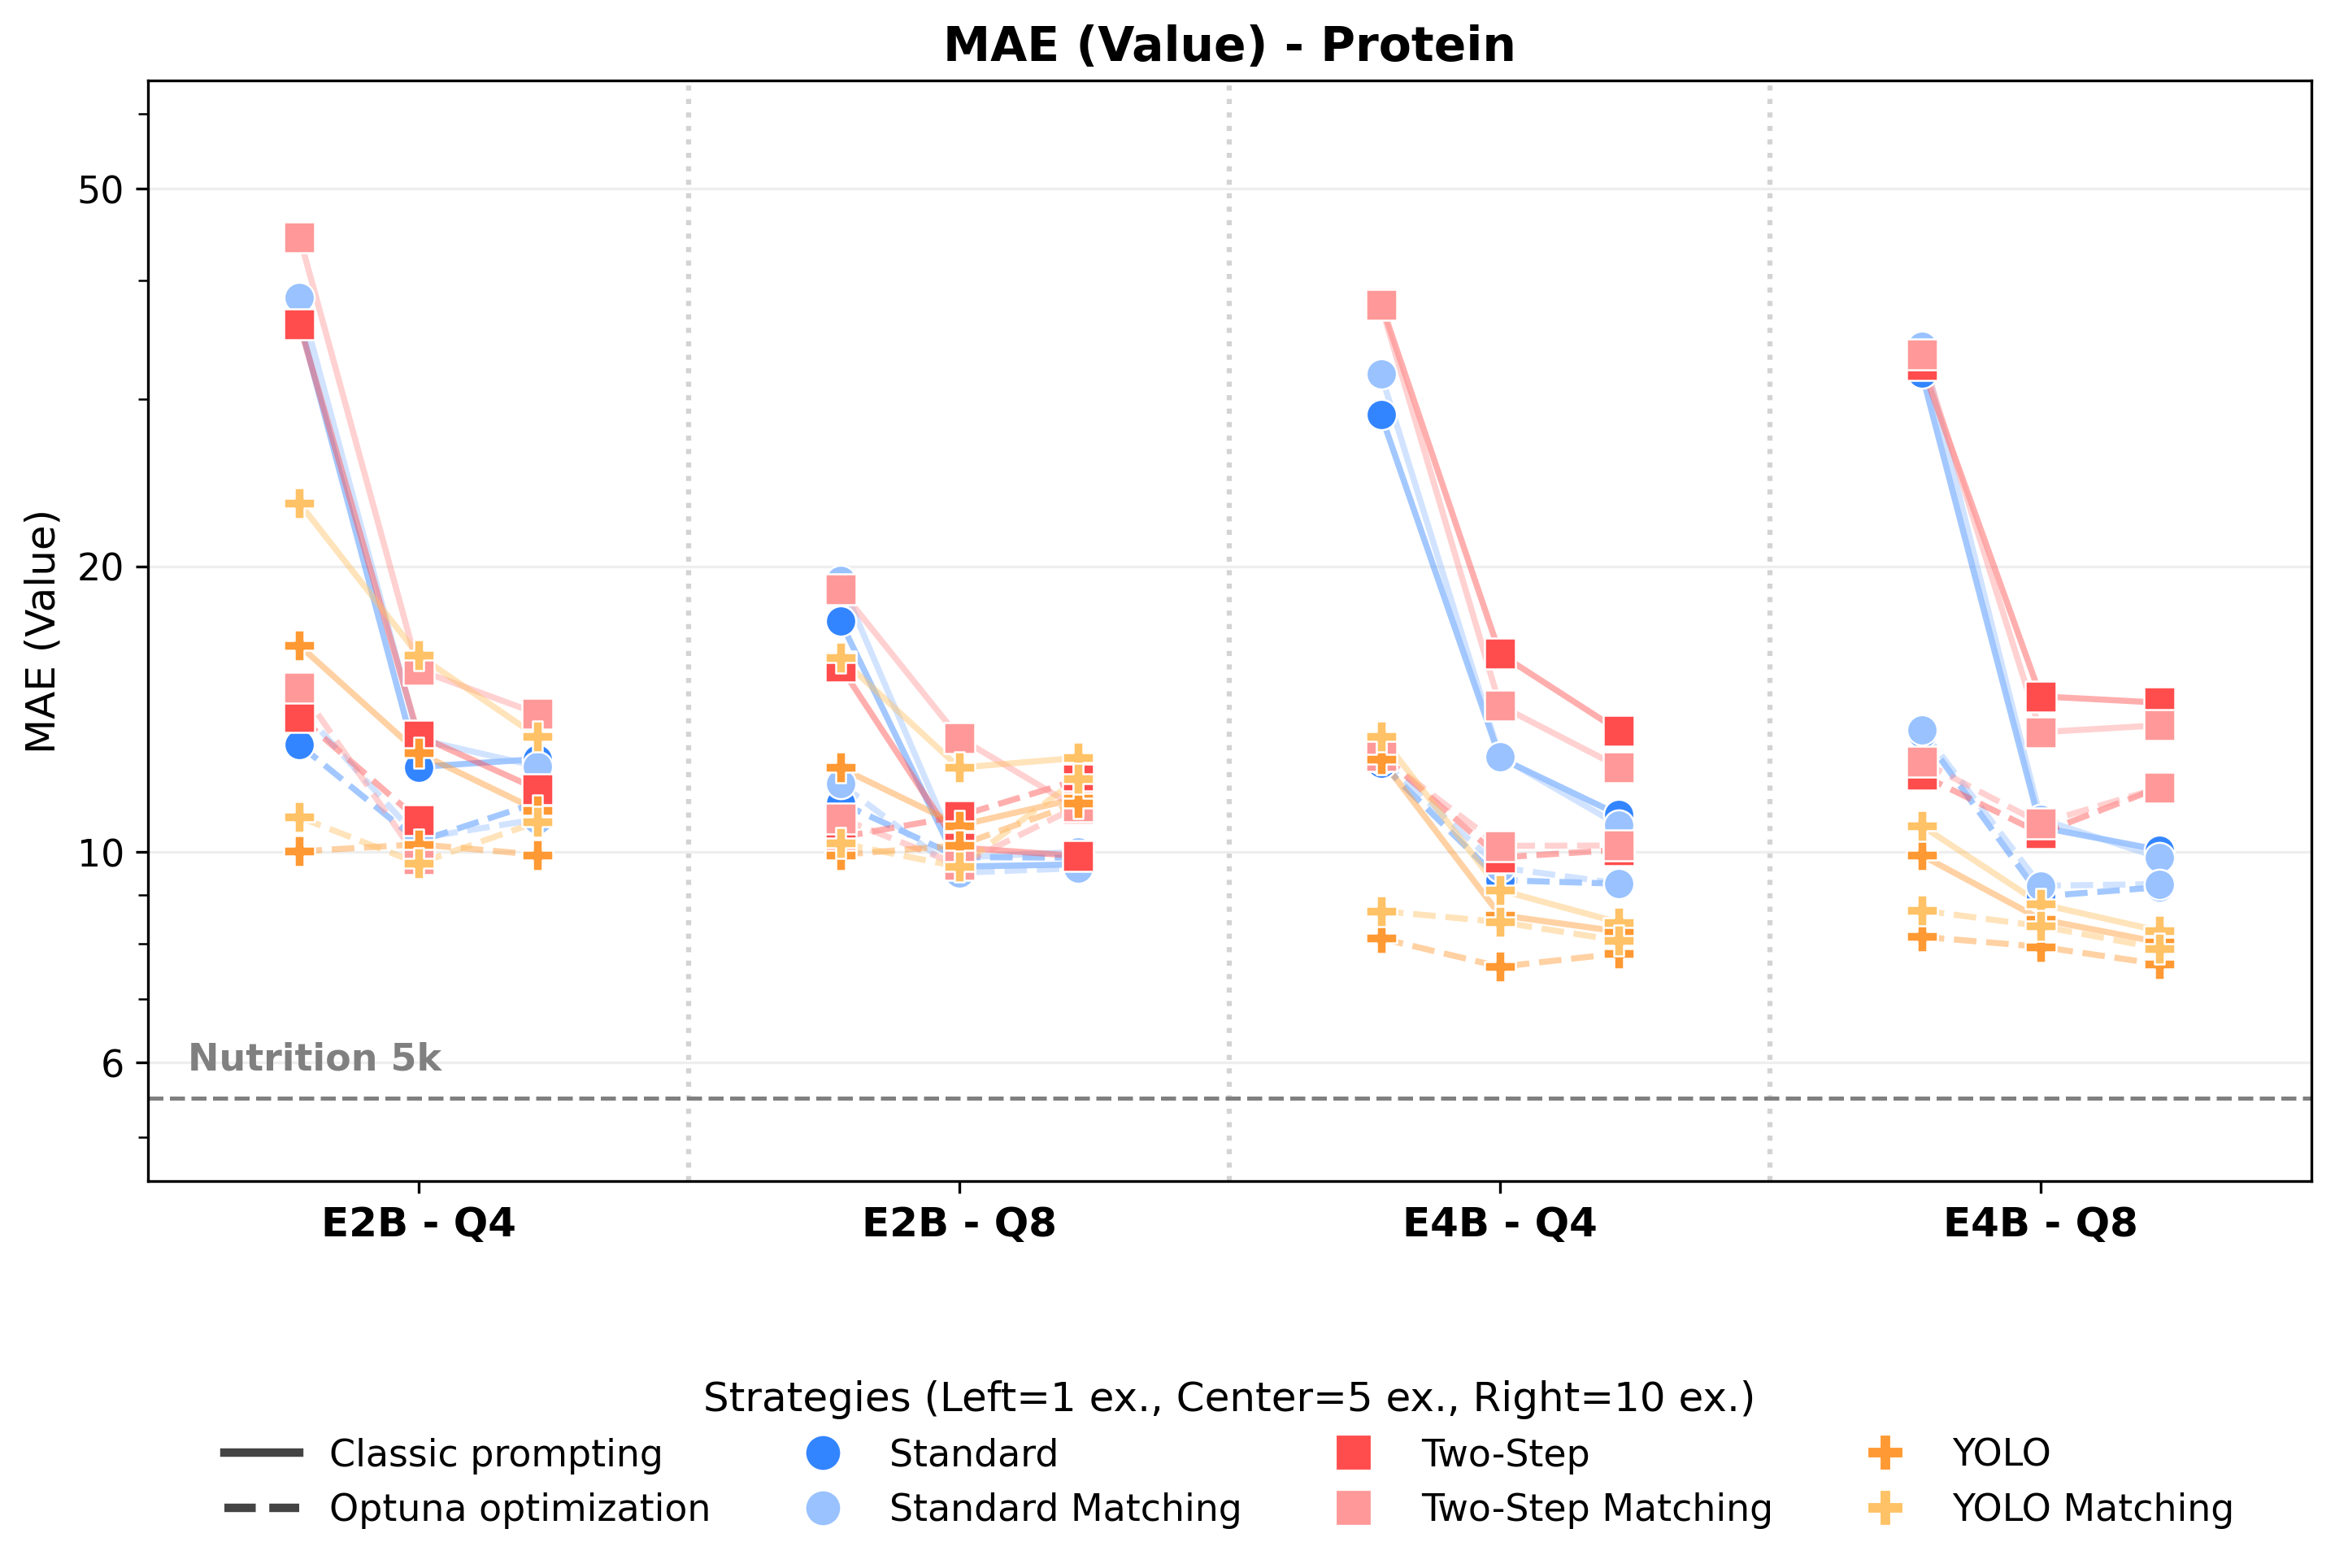 MAE (Value) - Protein
MAE (Value)
50
20
10
6
Nutrition 5k
E2B - Q4
E2B - Q8
E4B - Q4
E4B - Q8
Strategies (Left=1 ex., Center=5 ex., Right=10 ex.)
Classic prompting
Standard
Two-Step
YOLO
Optuna optimization
Standard Matching
Two-Step Matching
YOLO Matching